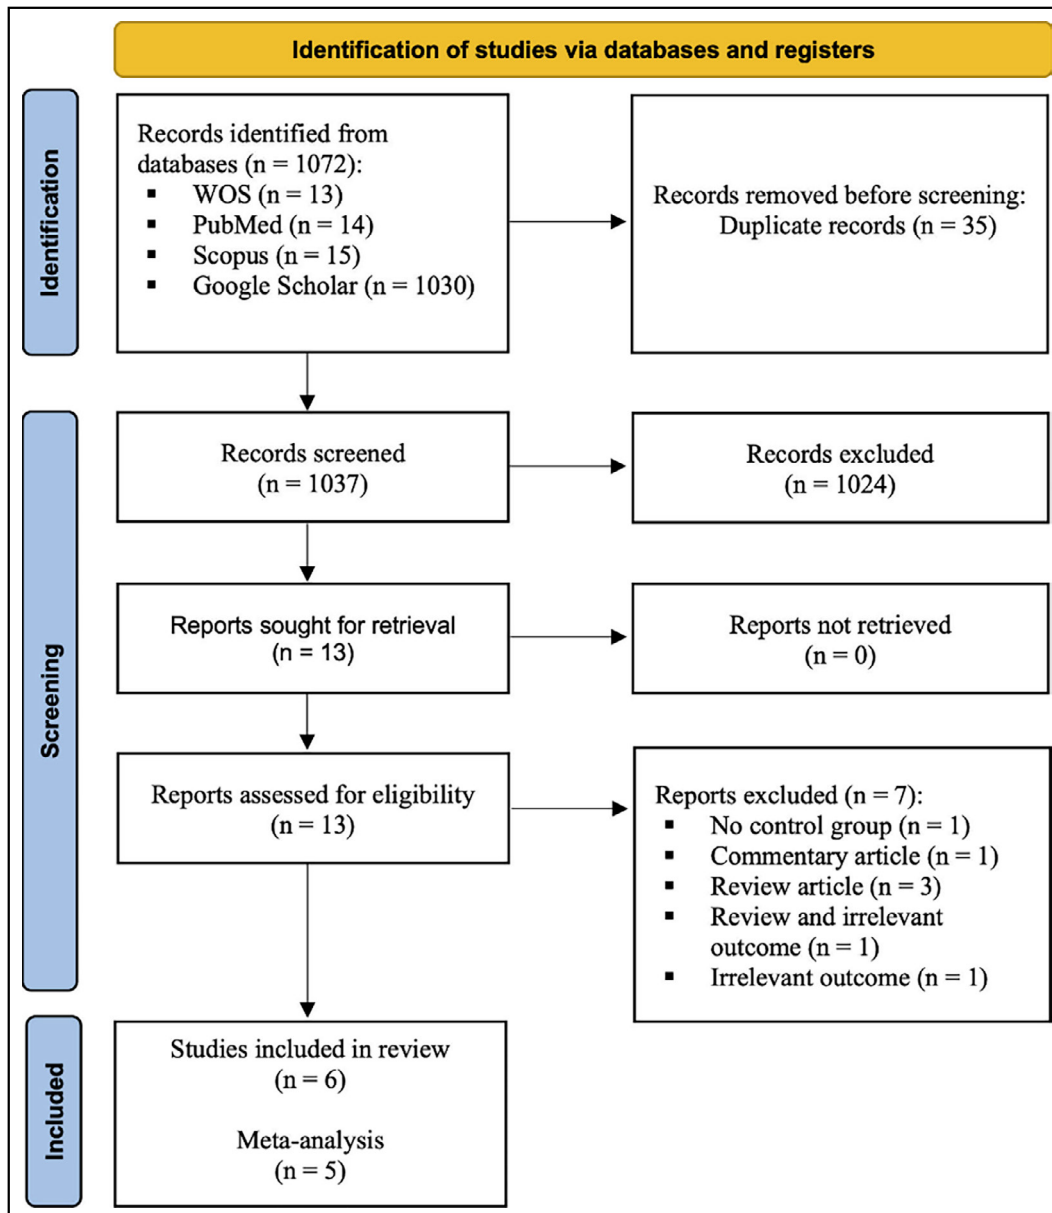 Identification of studies via databases and registers
Identification
Records identified from
databases (n = 1072):
▪ WOS (n = 13)
▪ PubMed (n = 14)
▪ Scopus (n = 15)
▪ Google Scholar (n = 1030)
Records removed before screening:
Duplicate records (n = 35)
Screening
Records screened
(n = 1037)
Records excluded
(n = 1024)
Reports sought for retrieval
(n = 13)
Reports not retrieved
(n = 0)
Reports assessed for eligibility
(n = 13)
Reports excluded (n = 7):
▪ No control group (n = 1)
▪ Commentary article (n = 1)
▪ Review article (n = 3)
▪ Review and irrelevant
outcome (n = 1)
▪ Irrelevant outcome (n = 1)
Included
Studies included in review
(n = 6)
Meta-analysis
(n = 5)